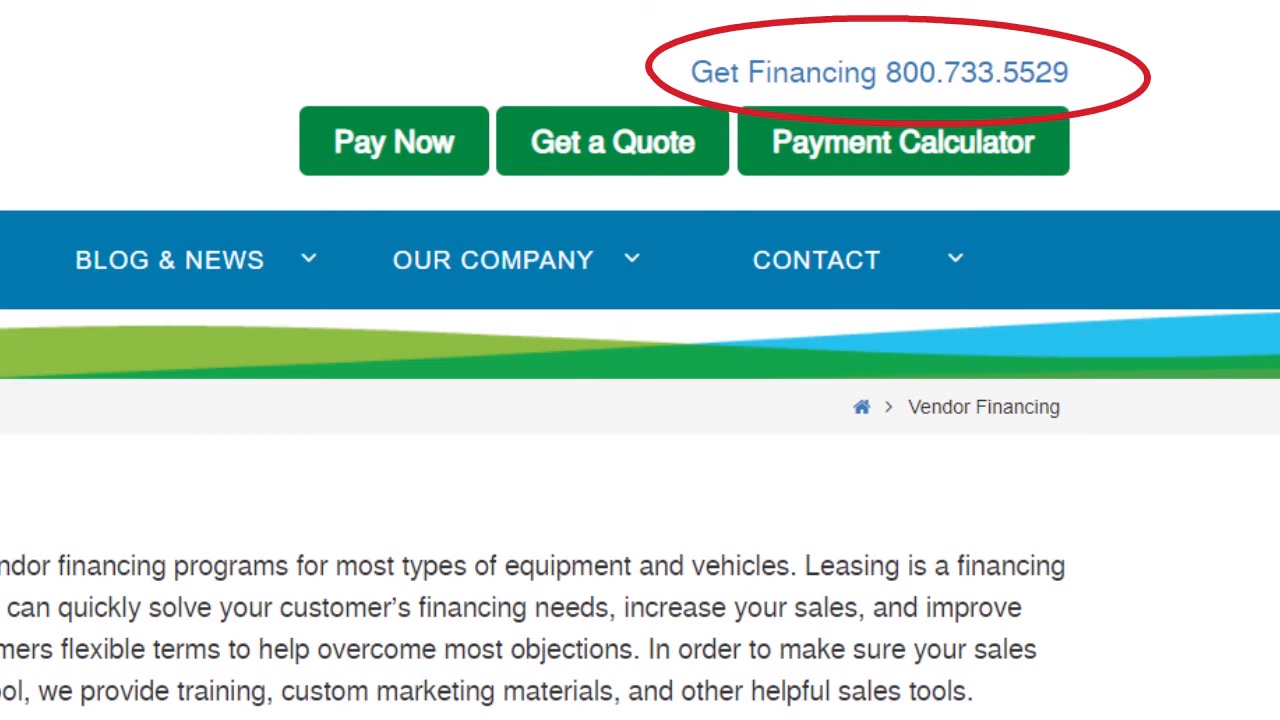 Get Financing 800.733.5529
Pay Now Get a Quote Payment Calculator
BLOG & NEWS OUR COMPANY CONTACT
Vendor Financing
ndor financing programs for most types of equipment and vehicles. Leasing is a financing
can quickly solve your customer’s financing needs, increase your sales, and improve
mers flexible terms to help overcome most objections. In order to make sure your sales
ol, we provide training, custom marketing materials, and other helpful sales tools.